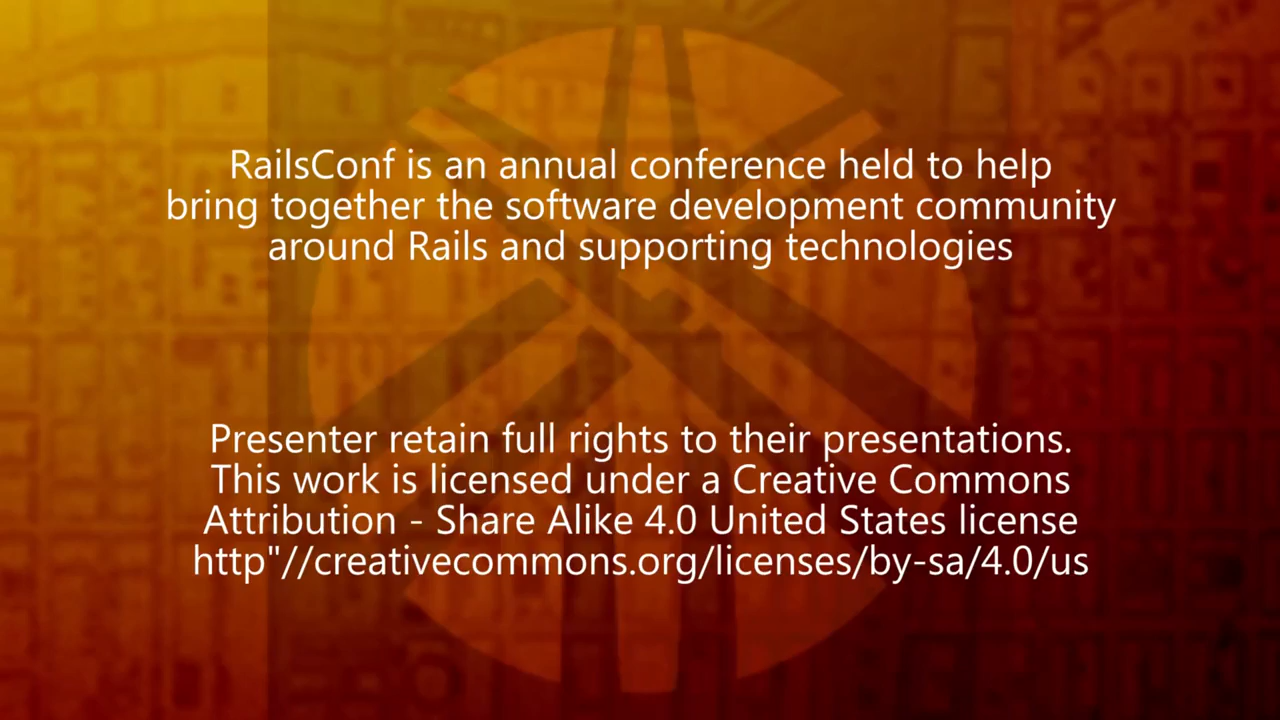 RailsConf is an annual conference held to help
bring together the software development community
around Rails and supporting technologies
Presenter retain full rights to their presentations.
This work is licensed under a Creative Commons
Attribution - Share Alike 4.0 United States license
http"//creativecommons.org/licenses/by-sa/4.0/us